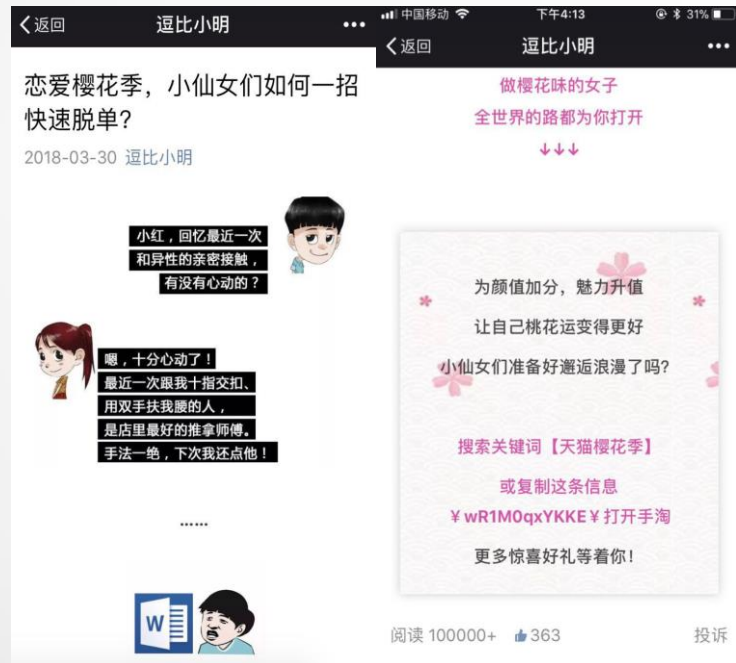 返回
逗比小明
恋爱樱花季，小仙女们如何一招
快速脱单？
2018-03-30 逗比小明
小红，回忆最近一次
和异性的亲密接触，
有没有心动的？
嗯，十分心动了！
最近一次跟我十指交扣、
用双手扶我腰的人，
是店里最好的推拿师傅。
手法一绝，下次我还点他！
……
W
中国移动 下午4:13 31%
返回
逗比小明
做樱花味的女子
全世界的路都为你打开
↓↓↓
为颜值加分，魅力升值
让自己桃花运变得更好
小仙女们准备好邂逅浪漫了吗？
搜索关键词【天猫樱花季】
或复制这条信息
￥wR1M0qxYKKE￥打开手淘
更多惊喜好礼等着你！
阅读 100000+ 363 投诉